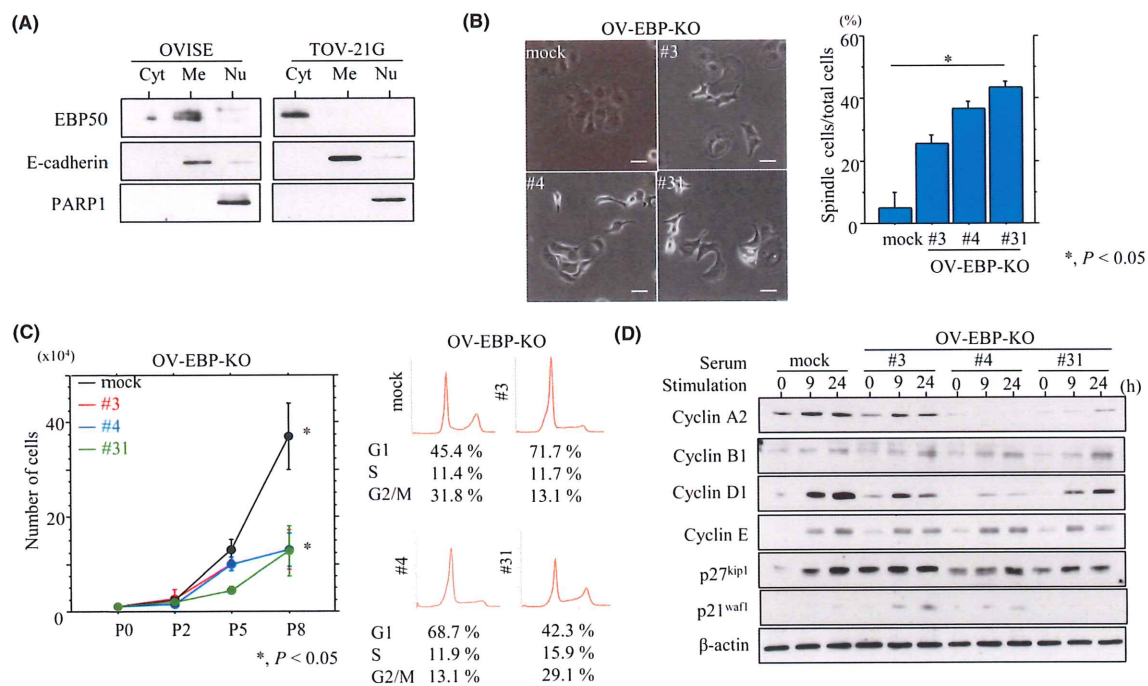 (A)
OVISE TOV-21G
Cyt Me Nu Cyt Me Nu
EBP50
E-cadherin
PARP1
(B)
OV-EBP-KO
mock #3
#4 #31
(%)
60
40
20
0
Spindle cells/total cells
*
mock #3 #4 #31
OV-EBP-KO
*, P < 0.05
(C)
(x10⁴)
OV-EBP-KO
mock
#3
#4
#31
40
20
0
Number of cells
*
*
P0 P2 P5 P8
*, P < 0.05
OV-EBP-KO
mock #3
G1 45.4 % 71.7 %
S 11.4 % 11.7 %
G2/M 31.8 % 13.1 %
#4 #31
G1 68.7 % 42.3 %
S 11.9 % 15.9 %
G2/M 13.1 % 29.1 %
(D)
OV-EBP-KO
Serum mock #3 #4 #31
Stimulation 0 9 24 0 9 24 0 9 24 0 9 24 (h)
Cyclin A2
Cyclin B1
Cyclin D1
Cyclin E
p27ᵏⁱᵖ¹
p21ʷᵃᶠ¹
β-actin